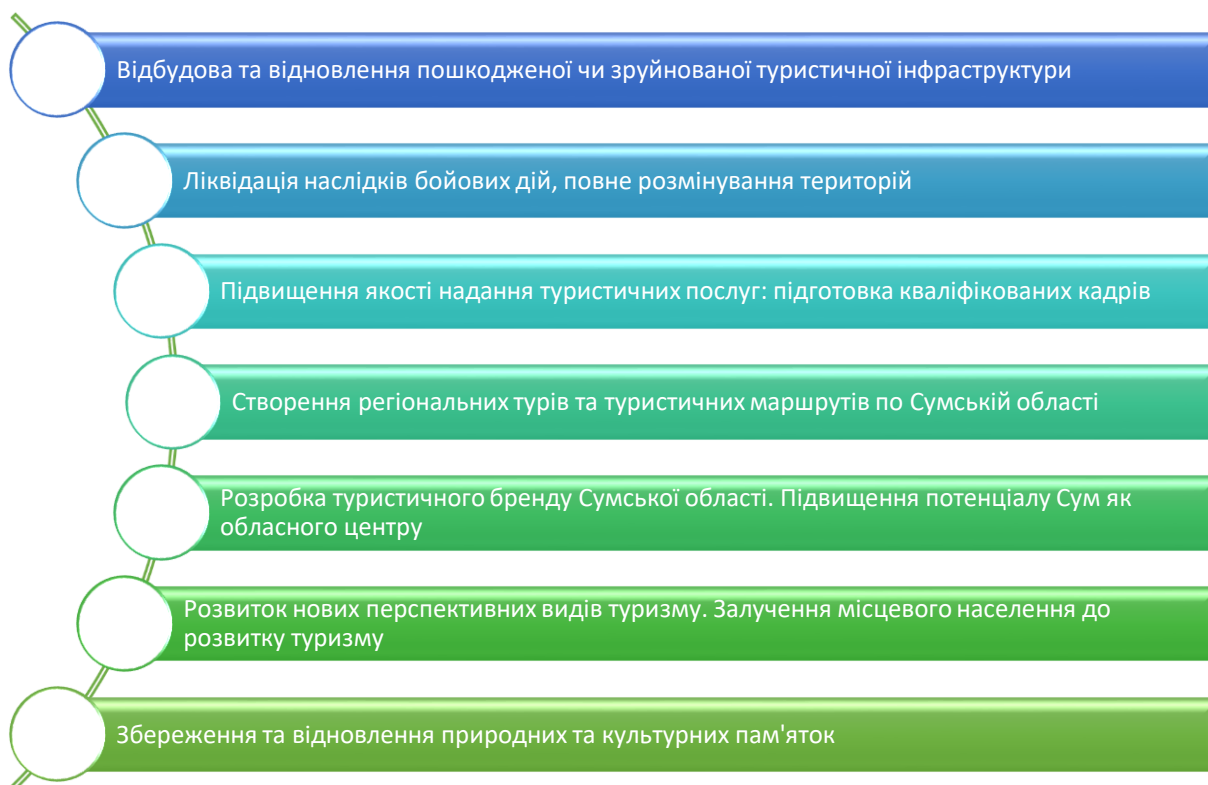 Відбудова та відновлення пошкодженої чи зруйнованої туристичної інфраструктури
Ліквідація наслідків бойових дій, повне розмінування територій
Підвищення якості надання туристичних послуг: підготовка кваліфікованих кадрів
Створення регіональних турів та туристичних маршрутів по Сумській області
Розробка туристичного бренду Сумської області. Підвищення потенціалу Сум як
обласного центру
Розвиток нових перспективних видів туризму. Залучення місцевого населення до
розвитку туризму
Збереження та відновлення природних та культурних пам'яток